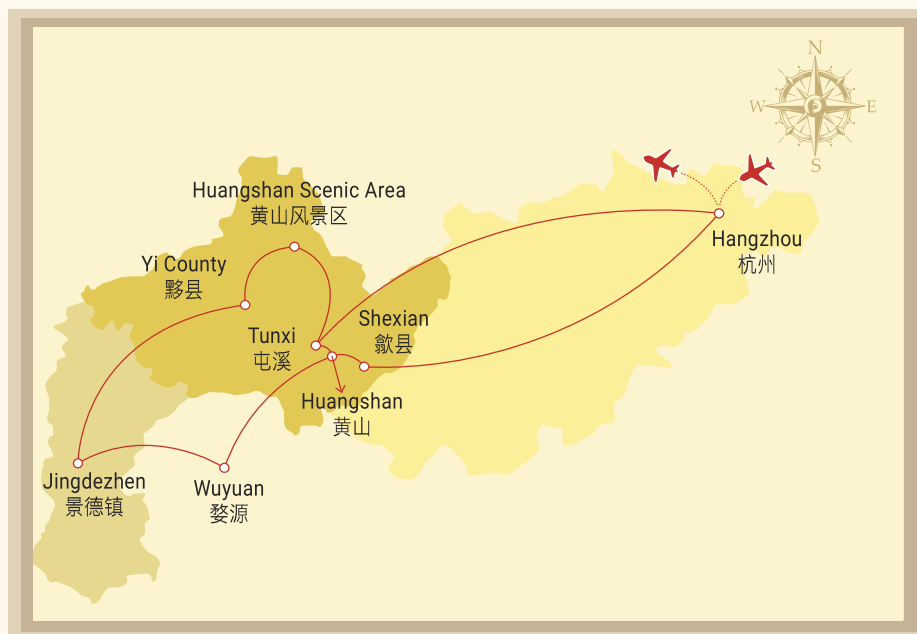 N
W
E
S
Huangshan Scenic Area
黄山风景区
Hangzhou
杭州
Yi County
黟县
Shexian
歙县
Tunxi
屯溪
Huangshan
黄山
Jingdezhen
景德镇
Wuyuan
婺源